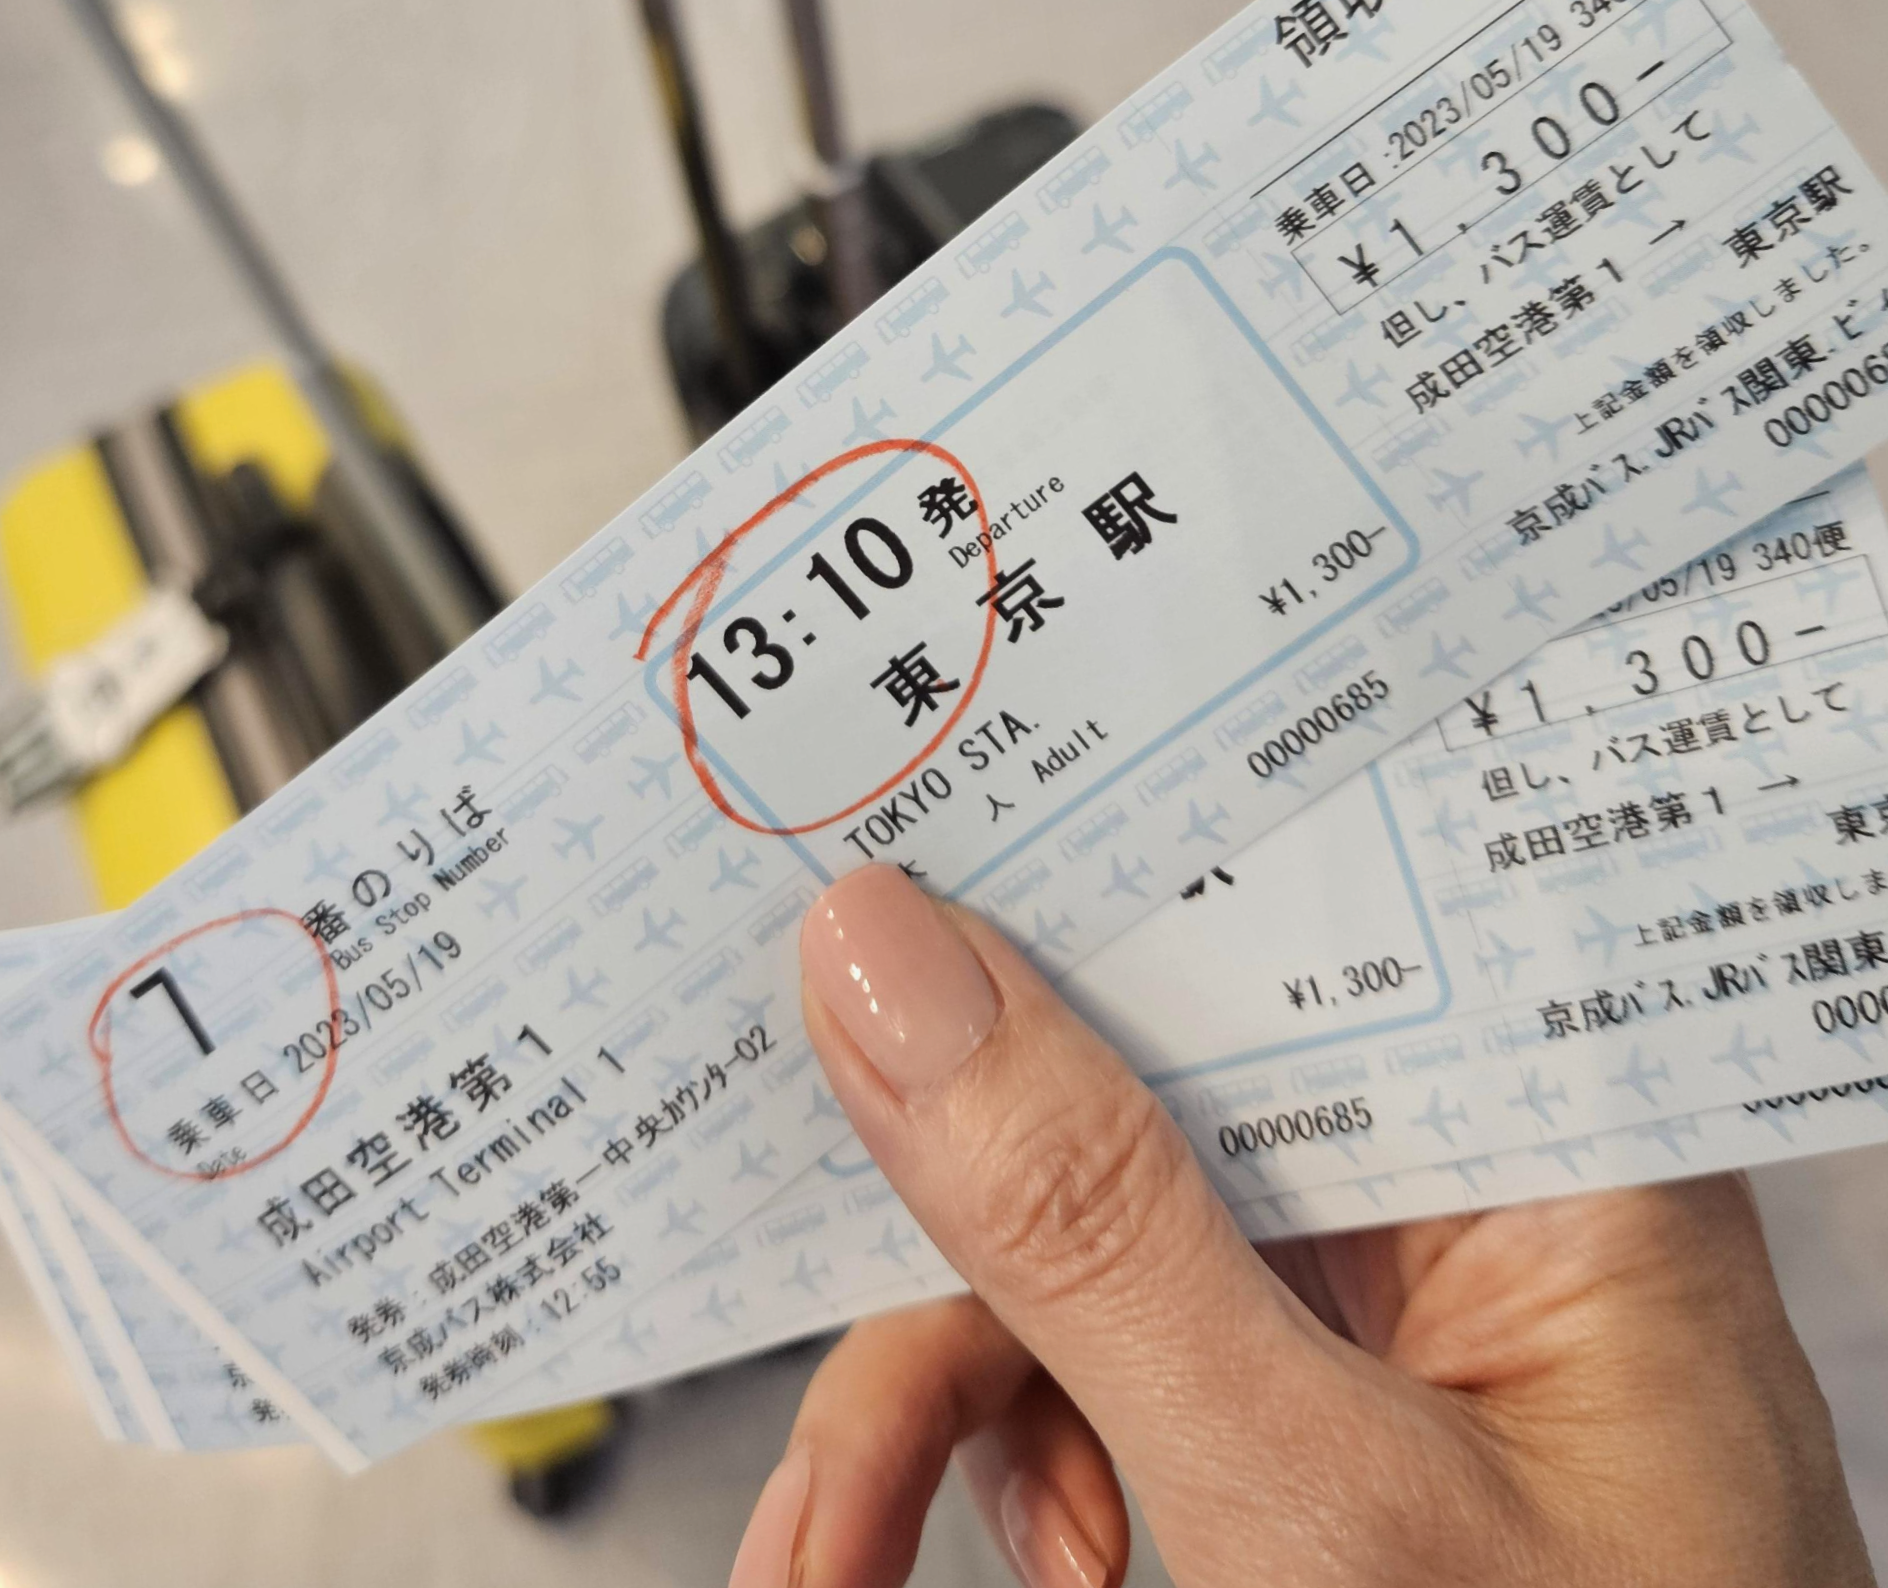 7 番のりば
Bus Stop Number
乗車日 2023/05/19
Date
成田空港第1
Airport Terminal 1
発券:成田空港第一中央カウンター02
京成バス株式会社
発券時刻:12:55
13:10 発
Departure
東京駅
TOKYO STA.
大人 Adult
¥1,300-
00000685
領収
乗車日:2023/05/19
¥1,300-
但し、バス運賃として
成田空港第1 → 東京駅
上記金額を領収しました。
京成バス.JRバス関東.ビ
¥1,300-
00000685
05/19 340便
¥1,300-
但し、バス運賃として
成田空港第1 →
上記金額を領収しま
京成バス.JRバス関東